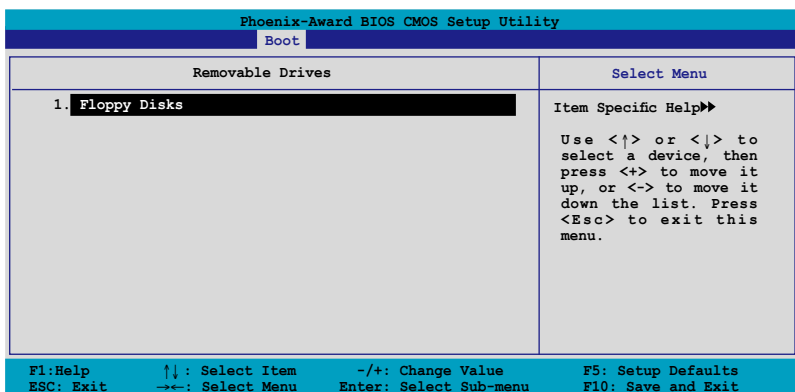 Phoenix-Award BIOS CMOS Setup Utility
Boot
Removable Drives
Select Menu
1. Floppy Disks
Item Specific Help▶▶
Use <↑> or <↓> to
select a device, then
press <+> to move it
up, or <-> to move it
down the list. Press
<Esc> to exit this
menu.
F1:Help ↑↓: Select Item -/+: Change Value F5: Setup Defaults
ESC: Exit →←: Select Menu Enter: Select Sub-menu F10: Save and Exit